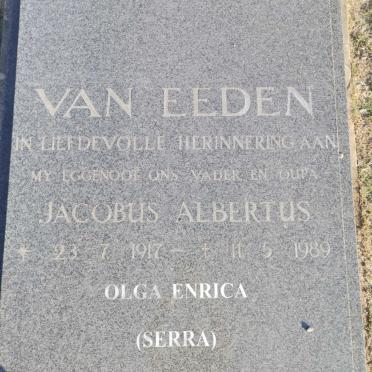 VAN EEDEN
IN LIEFDEVOLLE HERINNERING AAN
MY EGGENOOT ONS VADER EN OUPA
JACOBUS ALBERTUS
* 23 7 1917 – † 11 5 1989
OLGA ENRICA
(SERRA)